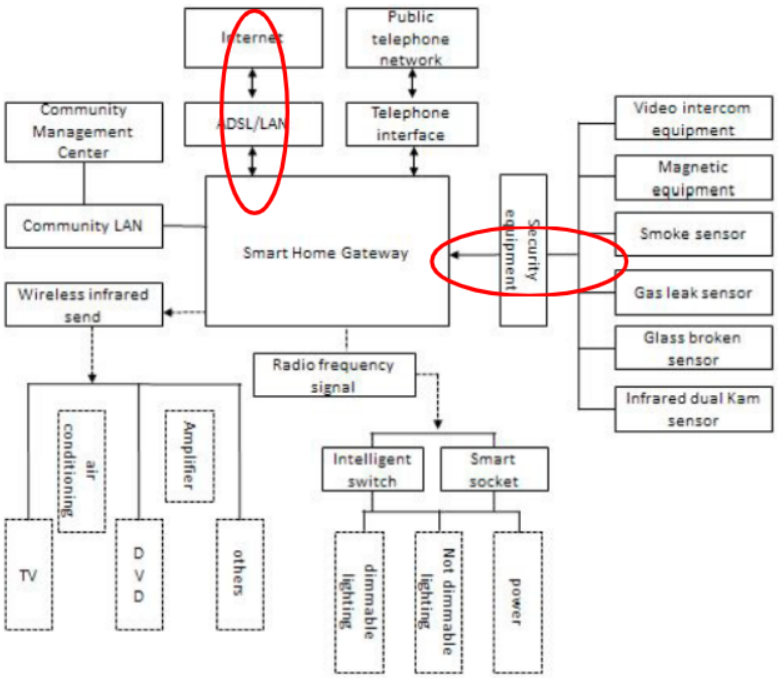 Internet
Public
telephone
network
Community
Management
Center
ADSL/LAN
Telephone
interface
Video intercom
equipment
Magnetic
equipment
Community LAN
Smart Home Gateway
Security
equipment
Smoke sensor
Gas leak sensor
Wireless infrared
send
Glass broken
sensor
Radio frequency
signal
Infrared dual Kam
sensor
air
conditioning
Amplifier
Intelligent
switch
Smart
socket
TV
D
V
D
others
dimmable
lighting
Not dimmable
lighting
power